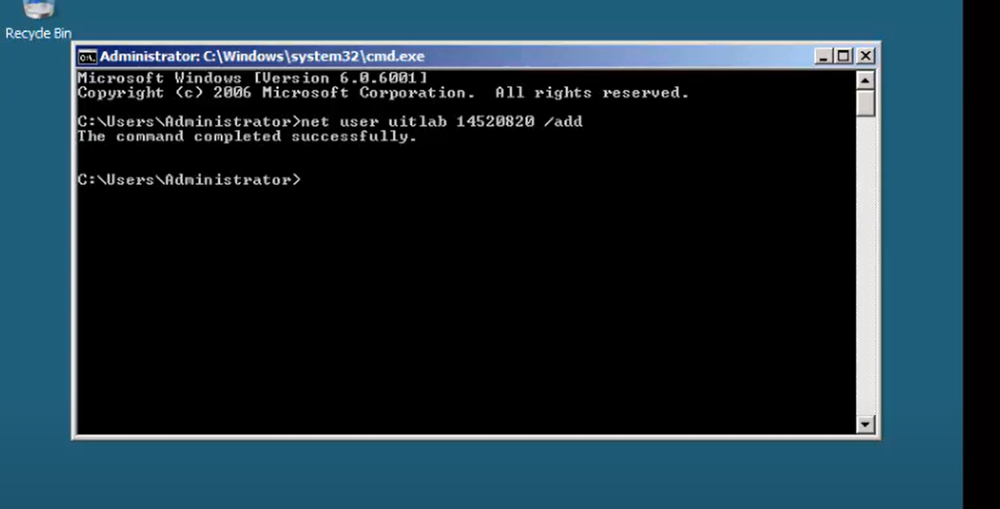 Recycle Bin
Administrator: C:\Windows\system32\cmd.exe
Microsoft Windows [Version 6.0.6001]
Copyright (c) 2006 Microsoft Corporation.  All rights reserved.
C:\Users\Administrator>net user uitlab 14520820 /add
The command completed successfully.
C:\Users\Administrator>